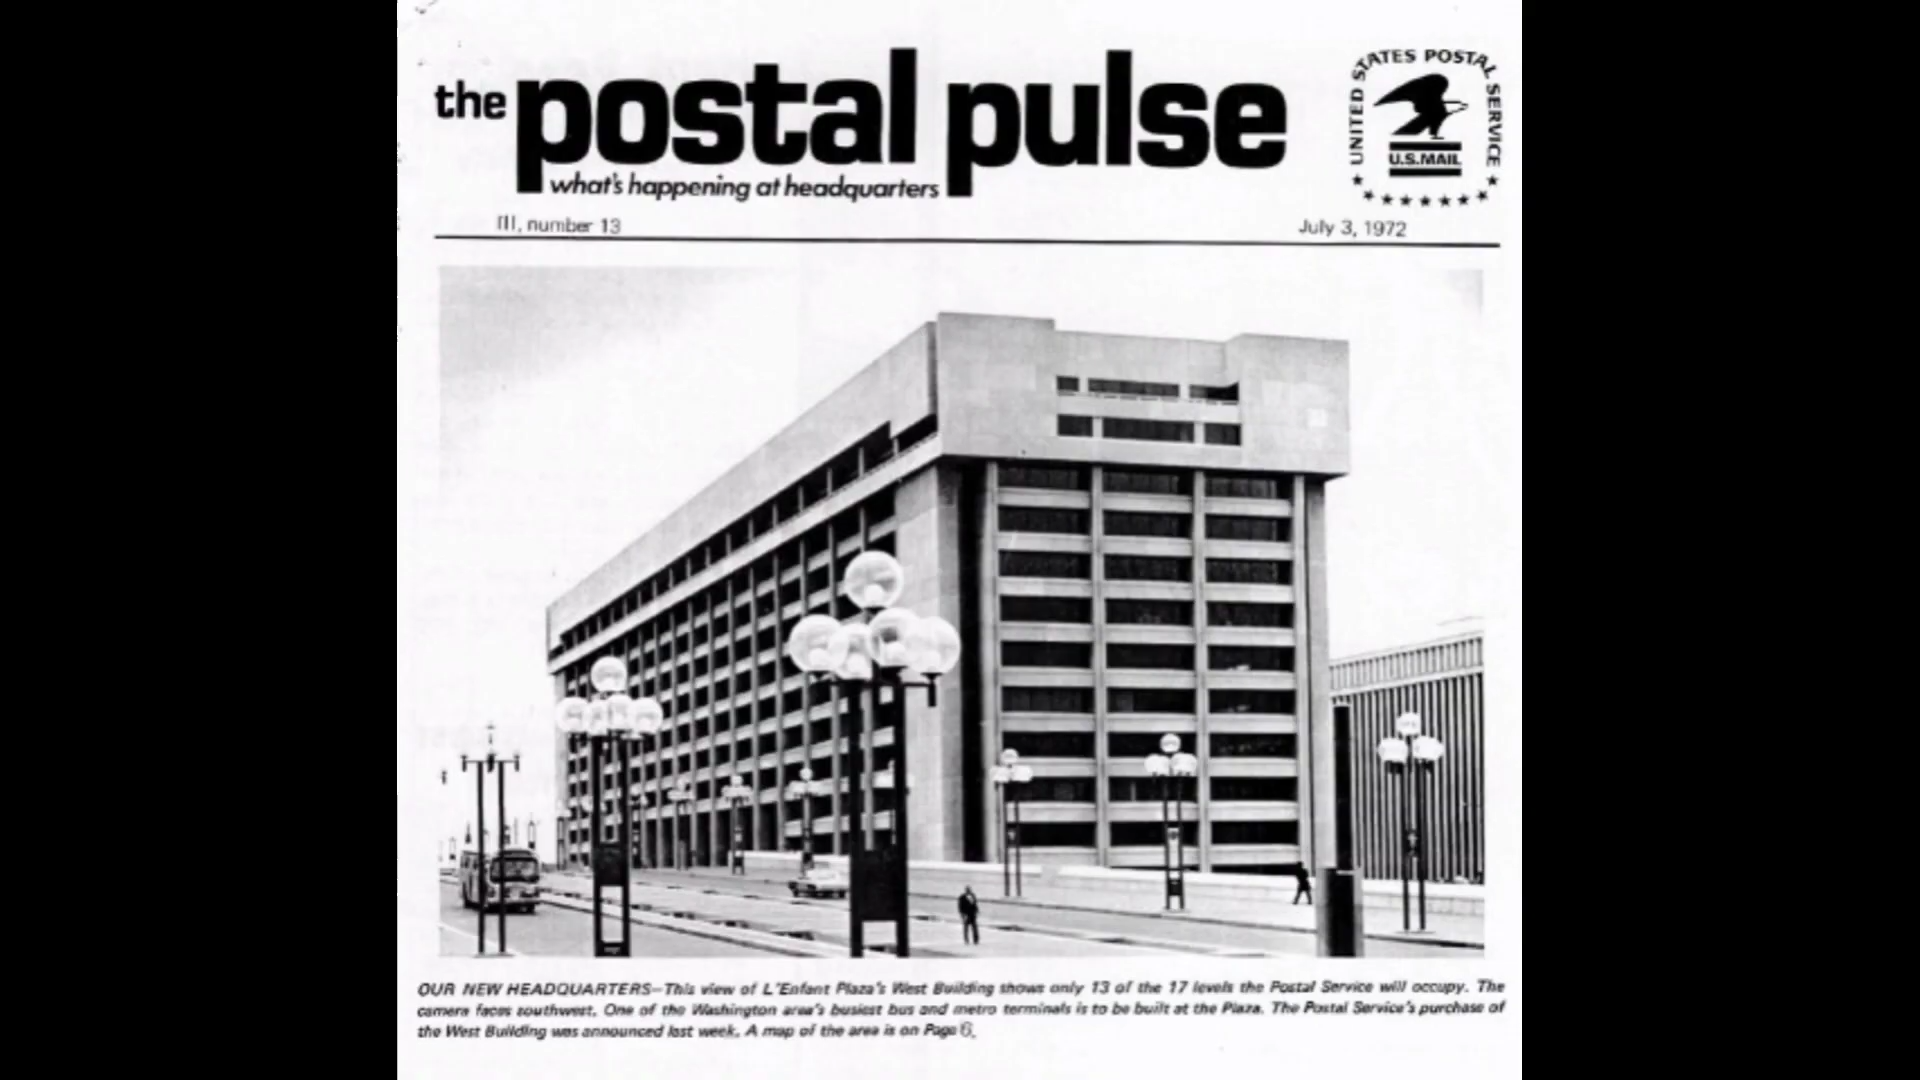 the postal pulse
what's happening at headquarters
UNITED STATES POSTAL SERVICE
U.S.MAIL
III, number 13
July 3, 1972
OUR NEW HEADQUARTERS—This view of L'Enfant Plaza's West Building shows only 13 of the 17 levels the Postal Service will occupy. The
camera faces southwest. One of the Washington area's busiest bus and metro terminals is to be built at the Plaza. The Postal Service's purchase of
the West Building was announced last week. A map of the area is on Page 6.